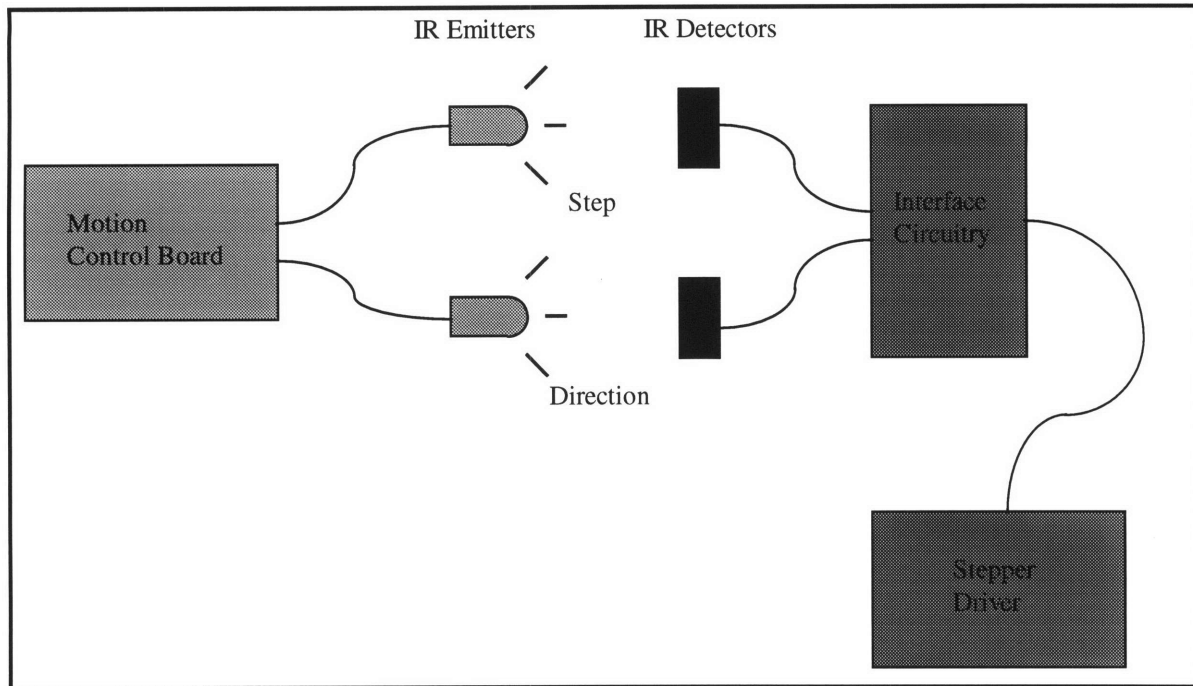 IR Emitters
IR Detectors
Step
Motion
Control Board
Interface
Circuitry
Direction
Stepper
Driver